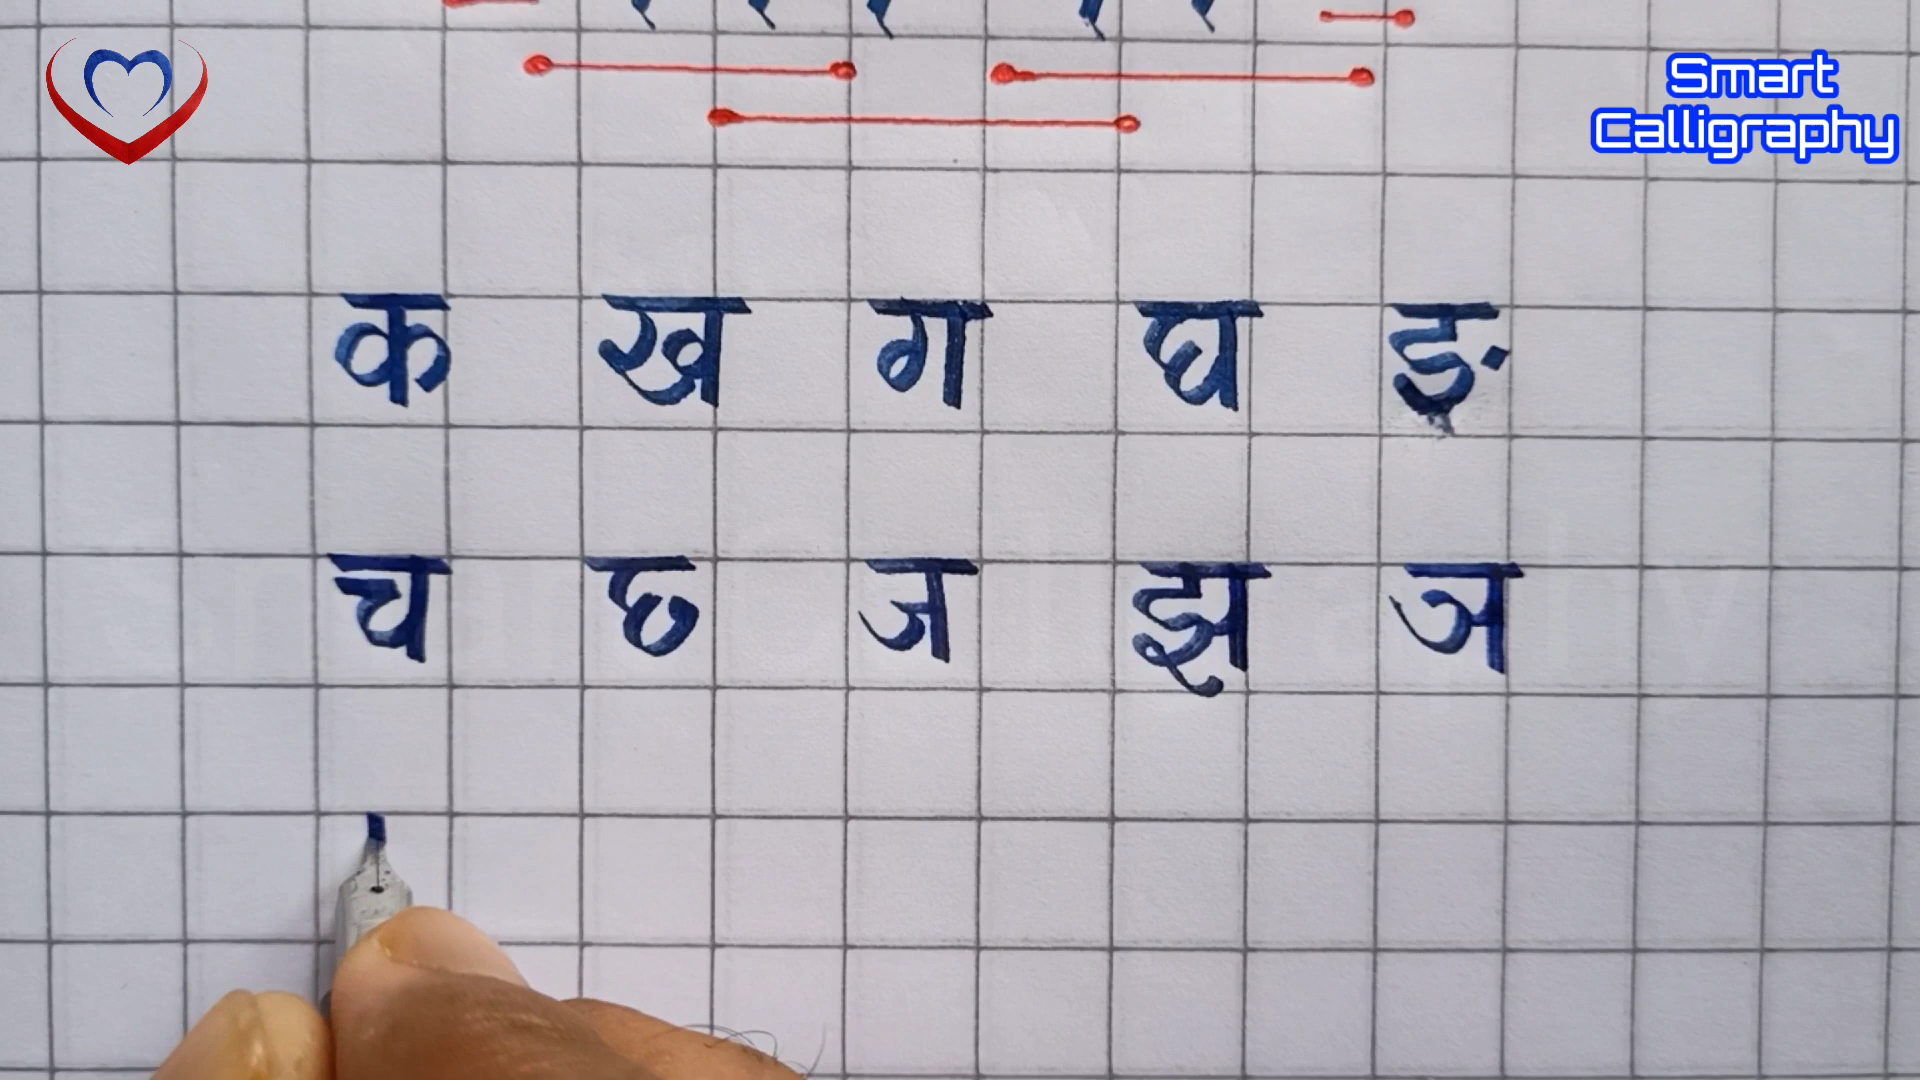 Smart
Calligraphy
क ख ग घ ङ
च छ ज झ ञ